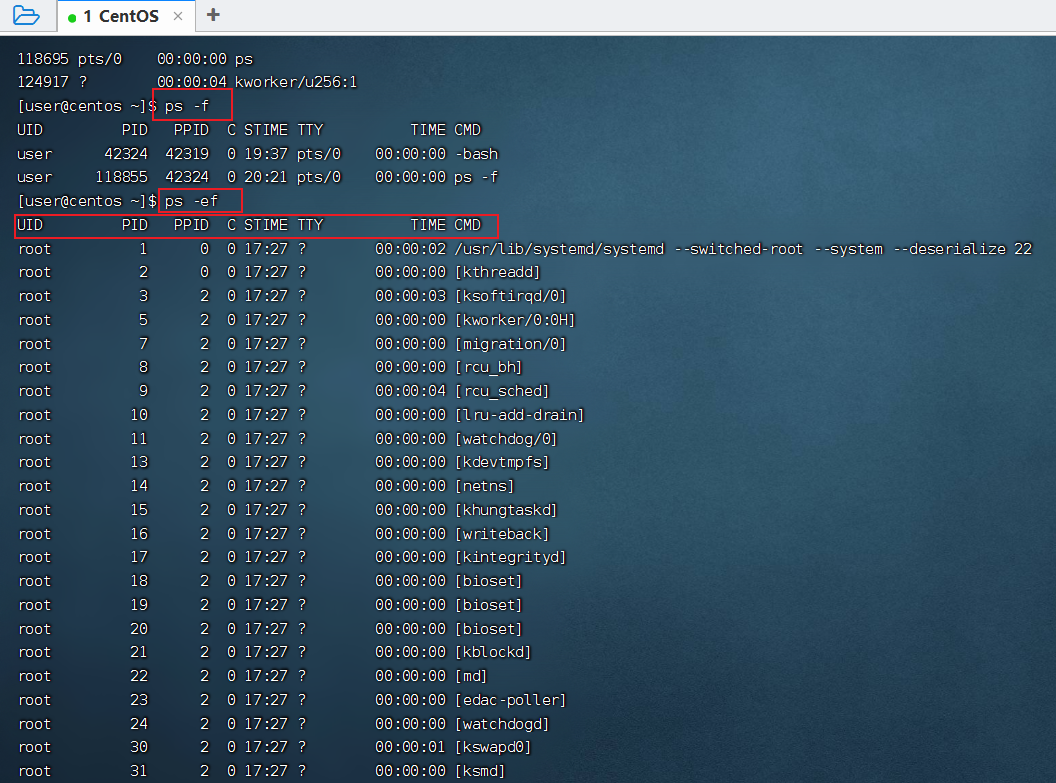 1 CentOS × +
118695 pts/0    00:00:00 ps
124917 ?        00:00:04 kworker/u256:1
[user@centos ~]$ ps -f
UID         PID   PPID  C STIME TTY          TIME CMD
user      42324  42319  0 19:37 pts/0    00:00:00 -bash
user     118855  42324  0 20:21 pts/0    00:00:00 ps -f
[user@centos ~]$ ps -ef
UID         PID   PPID  C STIME TTY          TIME CMD
root          1      0  0 17:27 ?        00:00:02 /usr/lib/systemd/systemd --switched-root --system --deserialize 22
root          2      0  0 17:27 ?        00:00:00 [kthreadd]
root          3      2  0 17:27 ?        00:00:03 [ksoftirqd/0]
root          5      2  0 17:27 ?        00:00:00 [kworker/0:0H]
root          7      2  0 17:27 ?        00:00:00 [migration/0]
root          8      2  0 17:27 ?        00:00:00 [rcu_bh]
root          9      2  0 17:27 ?        00:00:04 [rcu_sched]
root         10      2  0 17:27 ?        00:00:00 [lru-add-drain]
root         11      2  0 17:27 ?        00:00:00 [watchdog/0]
root         13      2  0 17:27 ?        00:00:00 [kdevtmpfs]
root         14      2  0 17:27 ?        00:00:00 [netns]
root         15      2  0 17:27 ?        00:00:00 [khungtaskd]
root         16      2  0 17:27 ?        00:00:00 [writeback]
root         17      2  0 17:27 ?        00:00:00 [kintegrityd]
root         18      2  0 17:27 ?        00:00:00 [bioset]
root         19      2  0 17:27 ?        00:00:00 [bioset]
root         20      2  0 17:27 ?        00:00:00 [bioset]
root         21      2  0 17:27 ?        00:00:00 [kblockd]
root         22      2  0 17:27 ?        00:00:00 [md]
root         23      2  0 17:27 ?        00:00:00 [edac-poller]
root         24      2  0 17:27 ?        00:00:00 [watchdogd]
root         30      2  0 17:27 ?        00:00:01 [kswapd0]
root         31      2  0 17:27 ?        00:00:00 [ksmd]